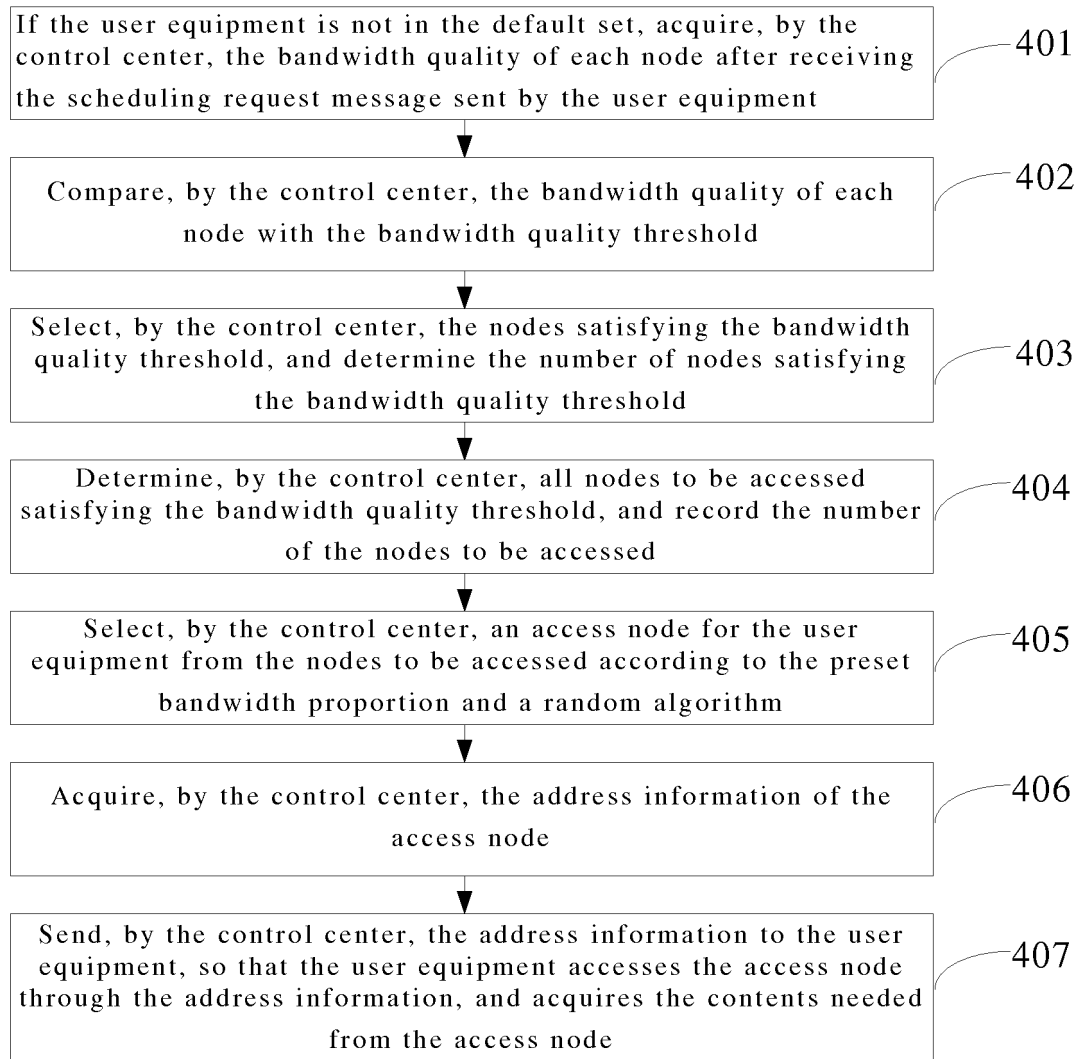 If the user equipment is not in the default set, acquire, by the
control center, the bandwidth quality of each node after receiving
the scheduling request message sent by the user equipment
401
Compare, by the control center, the bandwidth quality of each
node with the bandwidth quality threshold
402
Select, by the control center, the nodes satisfying the bandwidth
quality threshold, and determine the number of nodes satisfying
the bandwidth quality threshold
403
Determine, by the control center, all nodes to be accessed
satisfying the bandwidth quality threshold, and record the number
of the nodes to be accessed
404
Select, by the control center, an access node for the user
equipment from the nodes to be accessed according to the preset
bandwidth proportion and a random algorithm
405
Acquire, by the control center, the address information of the
access node
406
Send, by the control center, the address information to the user
equipment, so that the user equipment accesses the access node
through the address information, and acquires the contents needed
from the access node
407